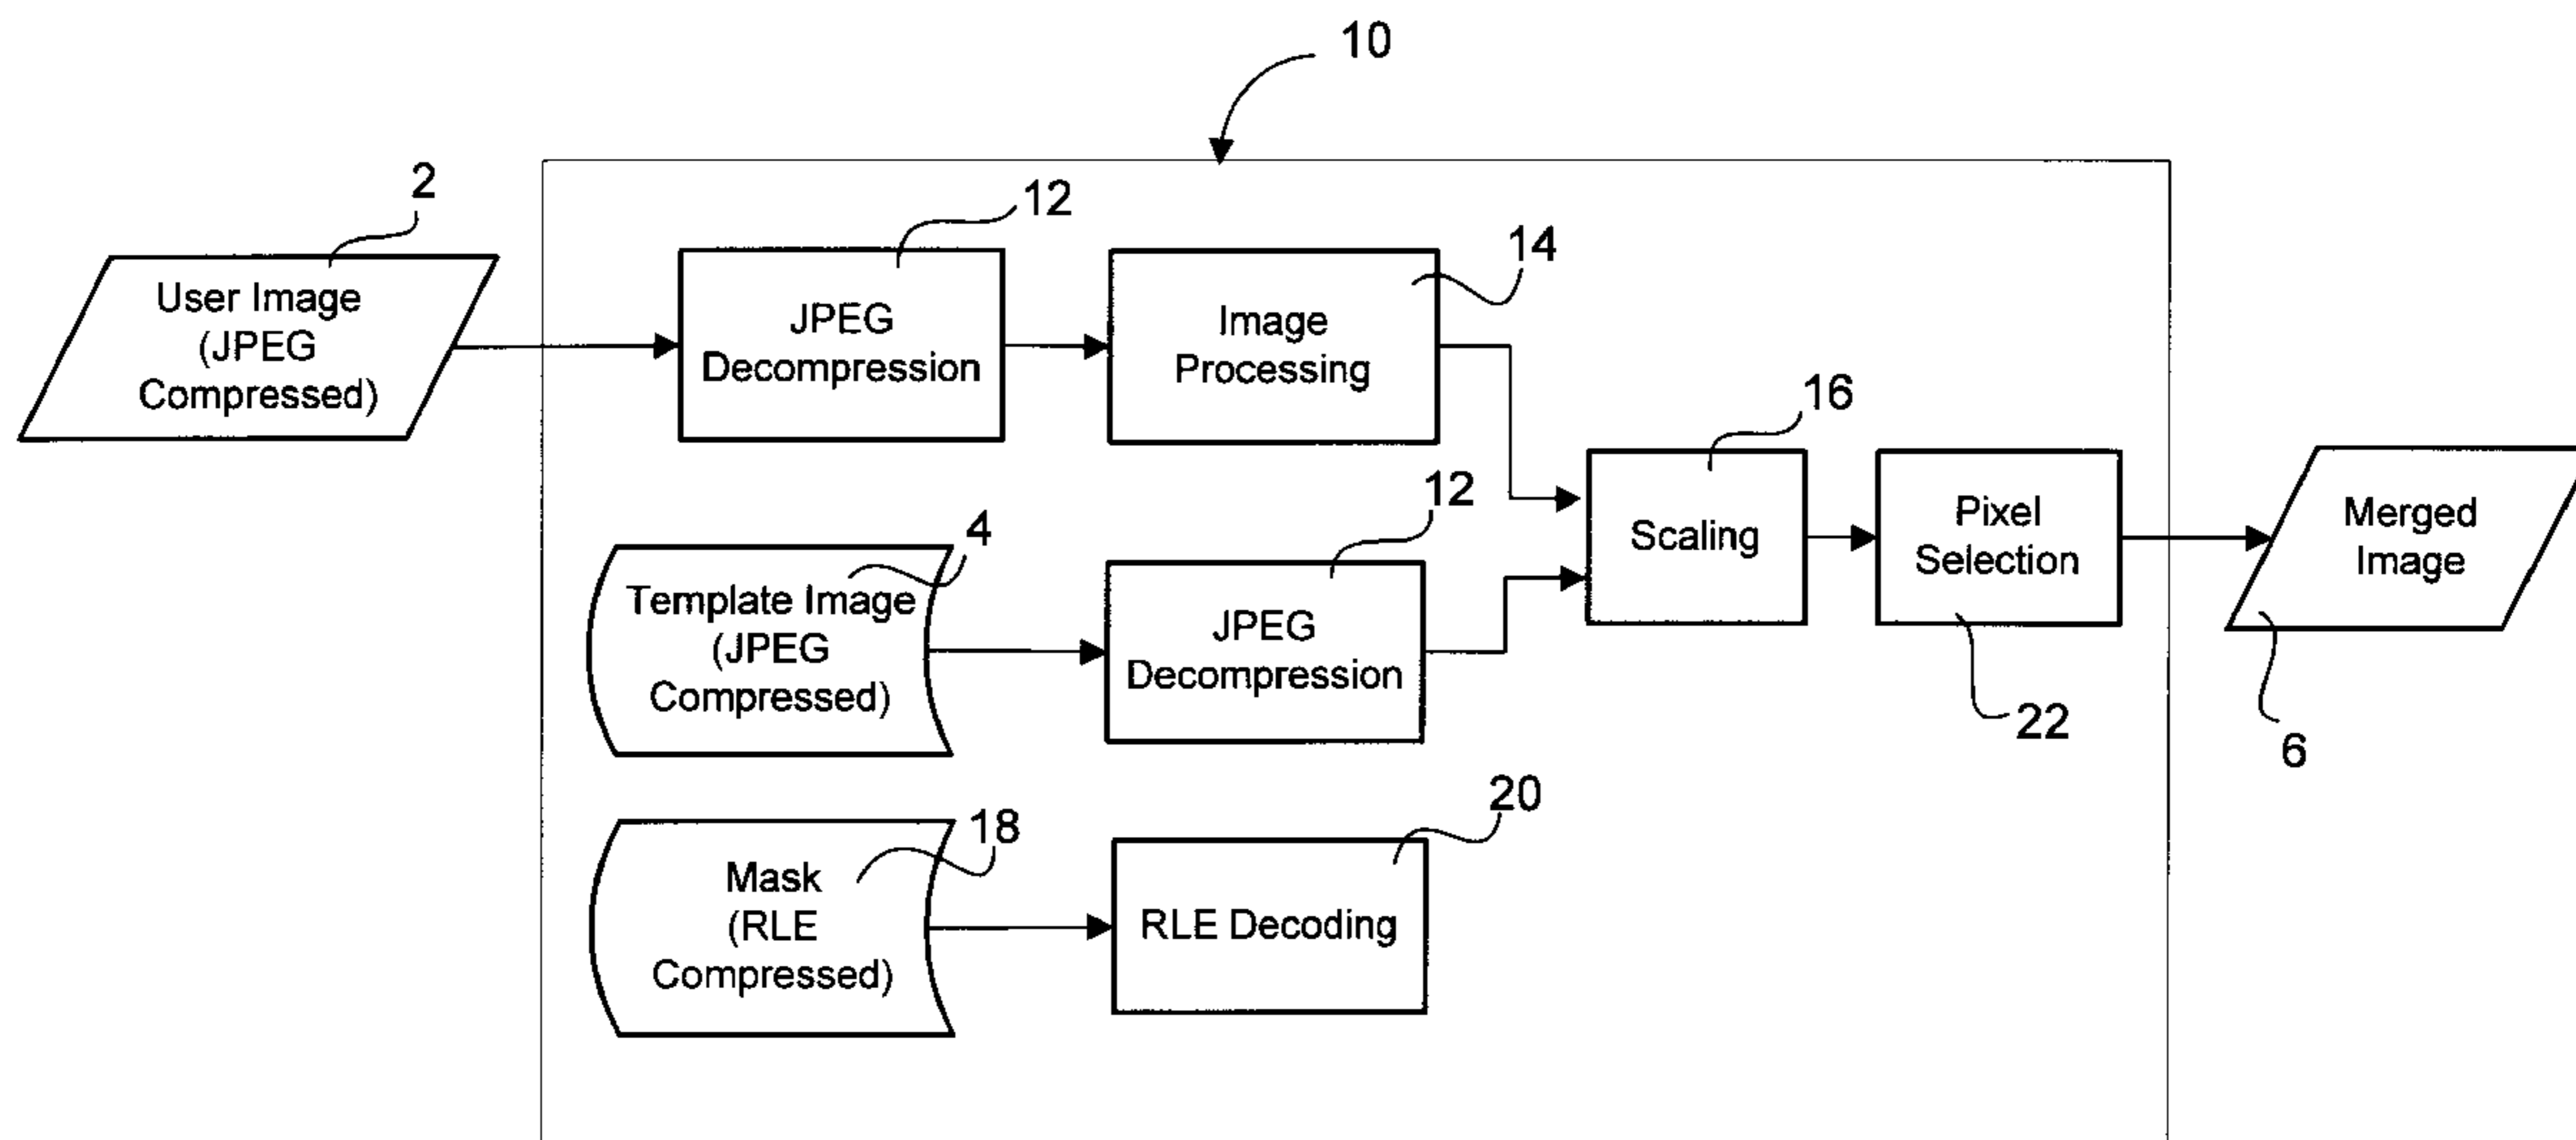 10
2
12
14
User Image
(JPEG
Compressed)
JPEG
Decompression
Image
Processing
16
4
12
Template Image
(JPEG
Compressed)
JPEG
Decompression
Scaling
Pixel
Selection
Merged
Image
22
6
18
20
Mask
(RLE
Compressed)
RLE Decoding